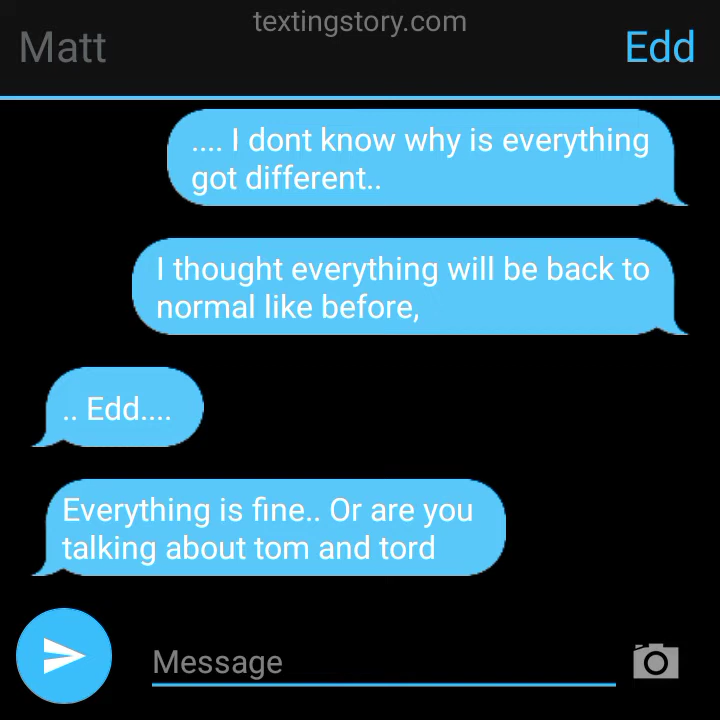 textingstory.com
Matt
Edd
.... I dont know why is everything
got different..
I thought everything will be back to
normal like before,
.. Edd....
Everything is fine.. Or are you
talking about tom and tord
Message